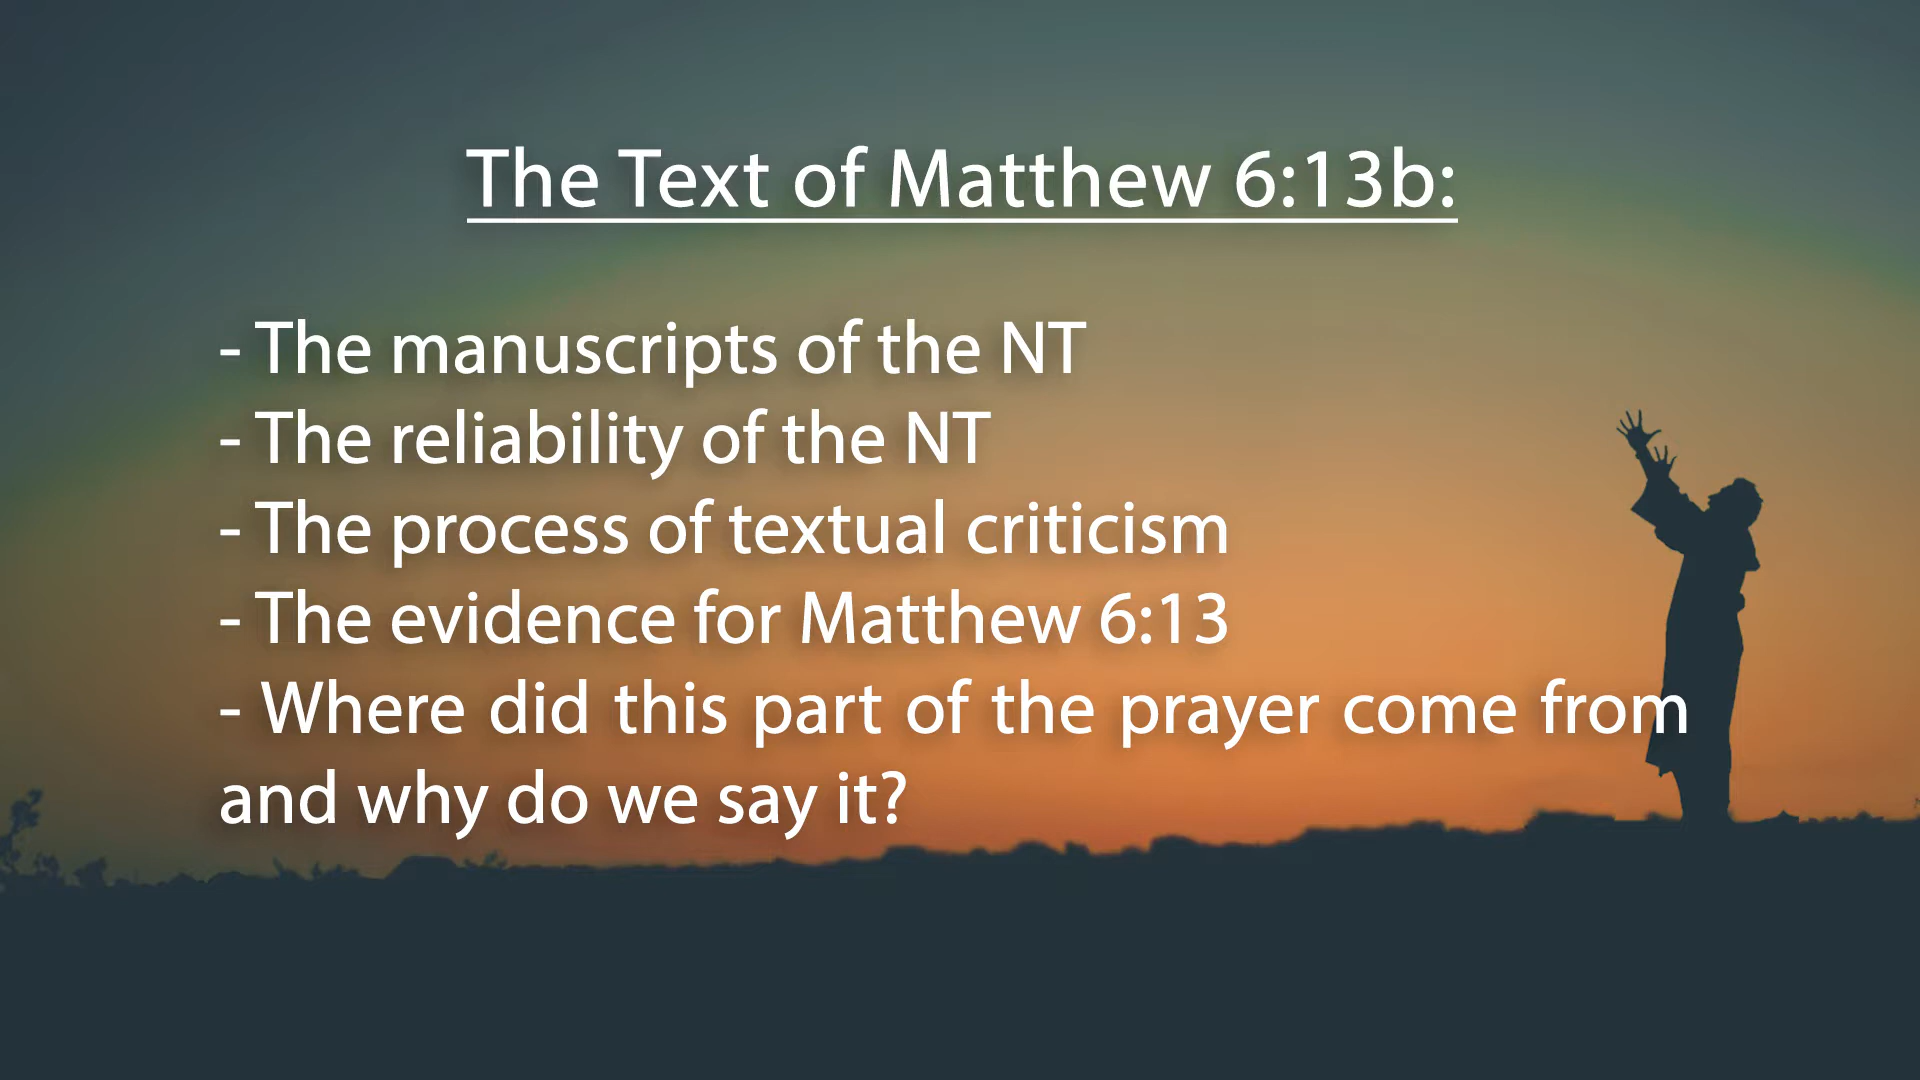 The Text of Matthew 6:13b:
- The manuscripts of the NT
- The reliability of the NT
- The process of textual criticism
- The evidence for Matthew 6:13
- Where did this part of the prayer come from
and why do we say it?